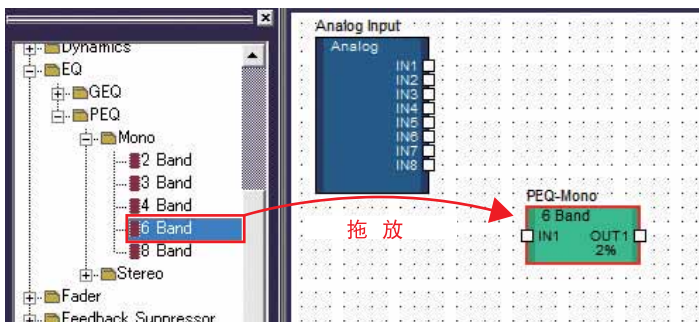 Dynamics
EQ
GEQ
PEQ
Mono
2 Band
3 Band
4 Band
6 Band
8 Band
Stereo
Fader
Feedback Suppressor
Analog Input
Analog
IN1
IN2
IN3
IN4
IN5
IN6
IN7
IN8
拖放
PEQ-Mono
6 Band
IN1 OUT1
2%